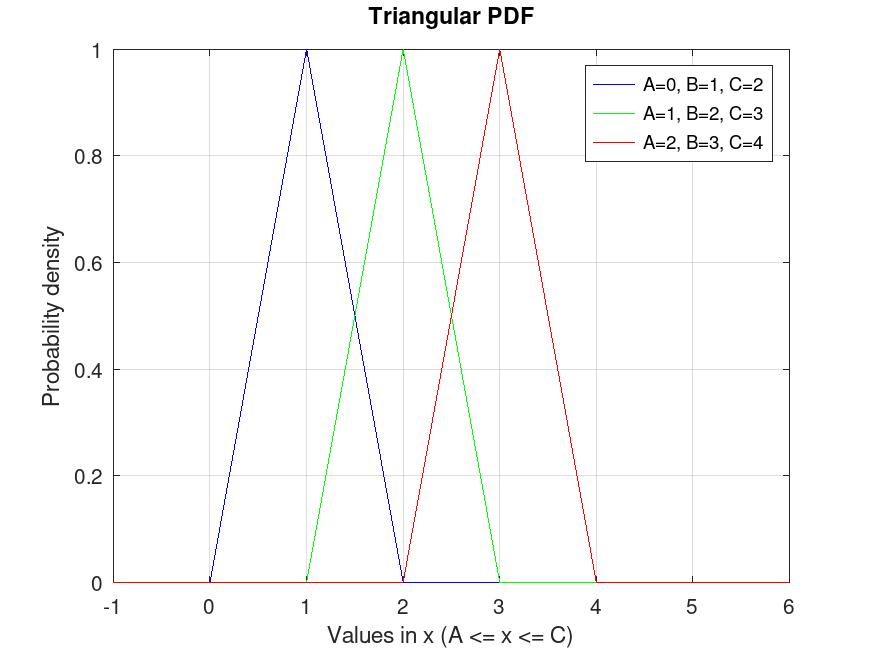 Triangular PDF
1
0.8
0.6
0.4
0.2
0
Probability density
A=0, B=1, C=2
A=1, B=2, C=3
A=2, B=3, C=4
-1 0 1 2 3 4 5 6
Values in x (A <= x <= C)